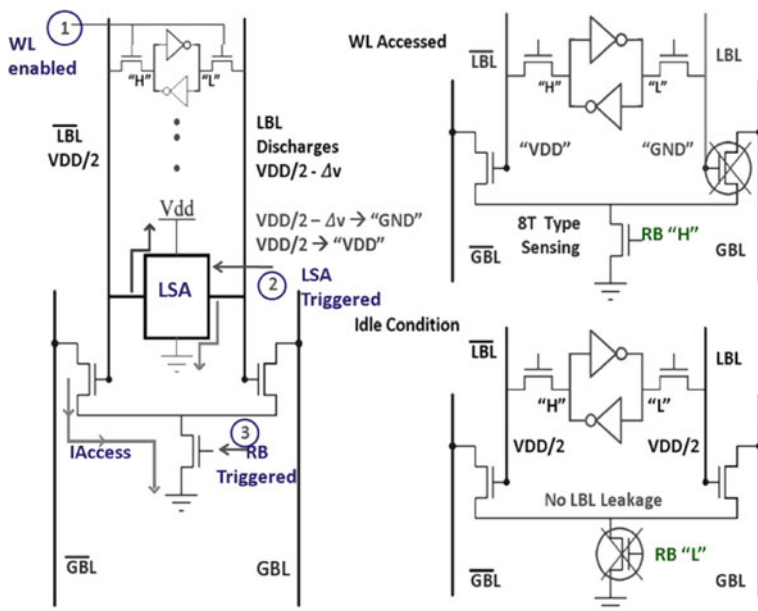 1
WL
enabled
"H"
"L"
LBL
VDD/2
LBL
Discharges
VDD/2 - Δv
Vdd
VDD/2 - Δv → "GND"
VDD/2 → "VDD"
LSA
2
LSA
Triggered
3
IAccess
RB
Triggered
GBL
GBL
WL Accessed
LBL
LBL
"H"
"L"
"VDD"
"GND"
8T Type
Sensing
RB "H"
GBL
GBL
Idle Condition
LBL
LBL
"H"
"L"
VDD/2
VDD/2
No LBL Leakage
RB "L"
GBL
GBL